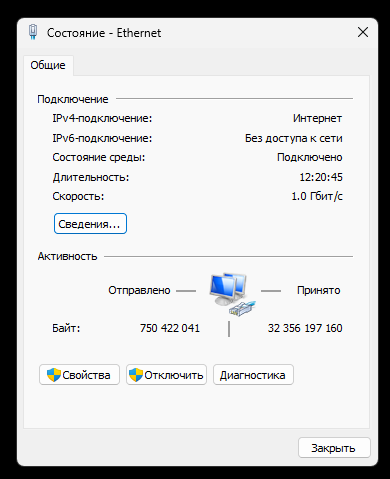 Состояние - Ethernet
Общие
Подключение
IPv4-подключение: Интернет
IPv6-подключение: Без доступа к сети
Состояние среды: Подключено
Длительность: 12:20:45
Скорость: 1.0 Гбит/с
Сведения...
Активность
Отправлено — Принято
Байт: 750 422 041 | 32 356 197 160
Свойства Отключить Диагностика
Закрыть